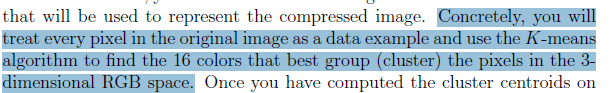 that will be used to represent the compressed image. Concretely, you will
treat every pixel in the original image as a data example and use the K-means
algorithm to find the 16 colors that best group (cluster) the pixels in the 3-
dimensional RGB space. Once you have computed the cluster centroids on